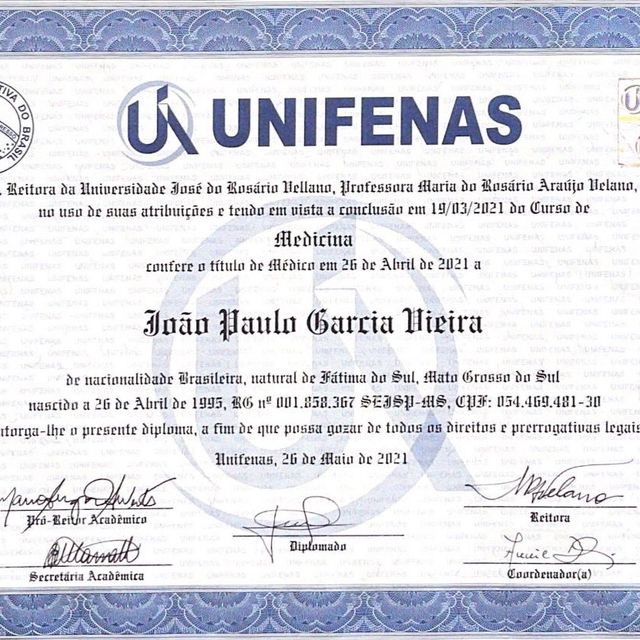 TIVA DO BRASIL
UNIFENAS
. Reitora da Universidade José do Rosário Vellano, Professora Maria do Rosário Araújo Velano,
no uso de suas atribuições e tendo em vista a conclusão em 19/03/2021 do Curso de
Medicina
confere o título de Médico em 26 de Abril de 2021 a
João Paulo Garcia Vieira
de nacionalidade Brasileira, natural de Fátima do Sul, Mato Grosso do Sul
nascido a 26 de Abril de 1995, RG nº 001.858.367 SEJSP-MS, CPF: 054.469.481-30
utorga-lhe o presente diploma, a fim de que possa gozar de todos os direitos e prerrogativas legais
Unifenas, 26 de Maio de 2021
Pró-Reitor Acadêmico
Reitora
Diplomado
Secretária Acadêmica
Coordenador(a)